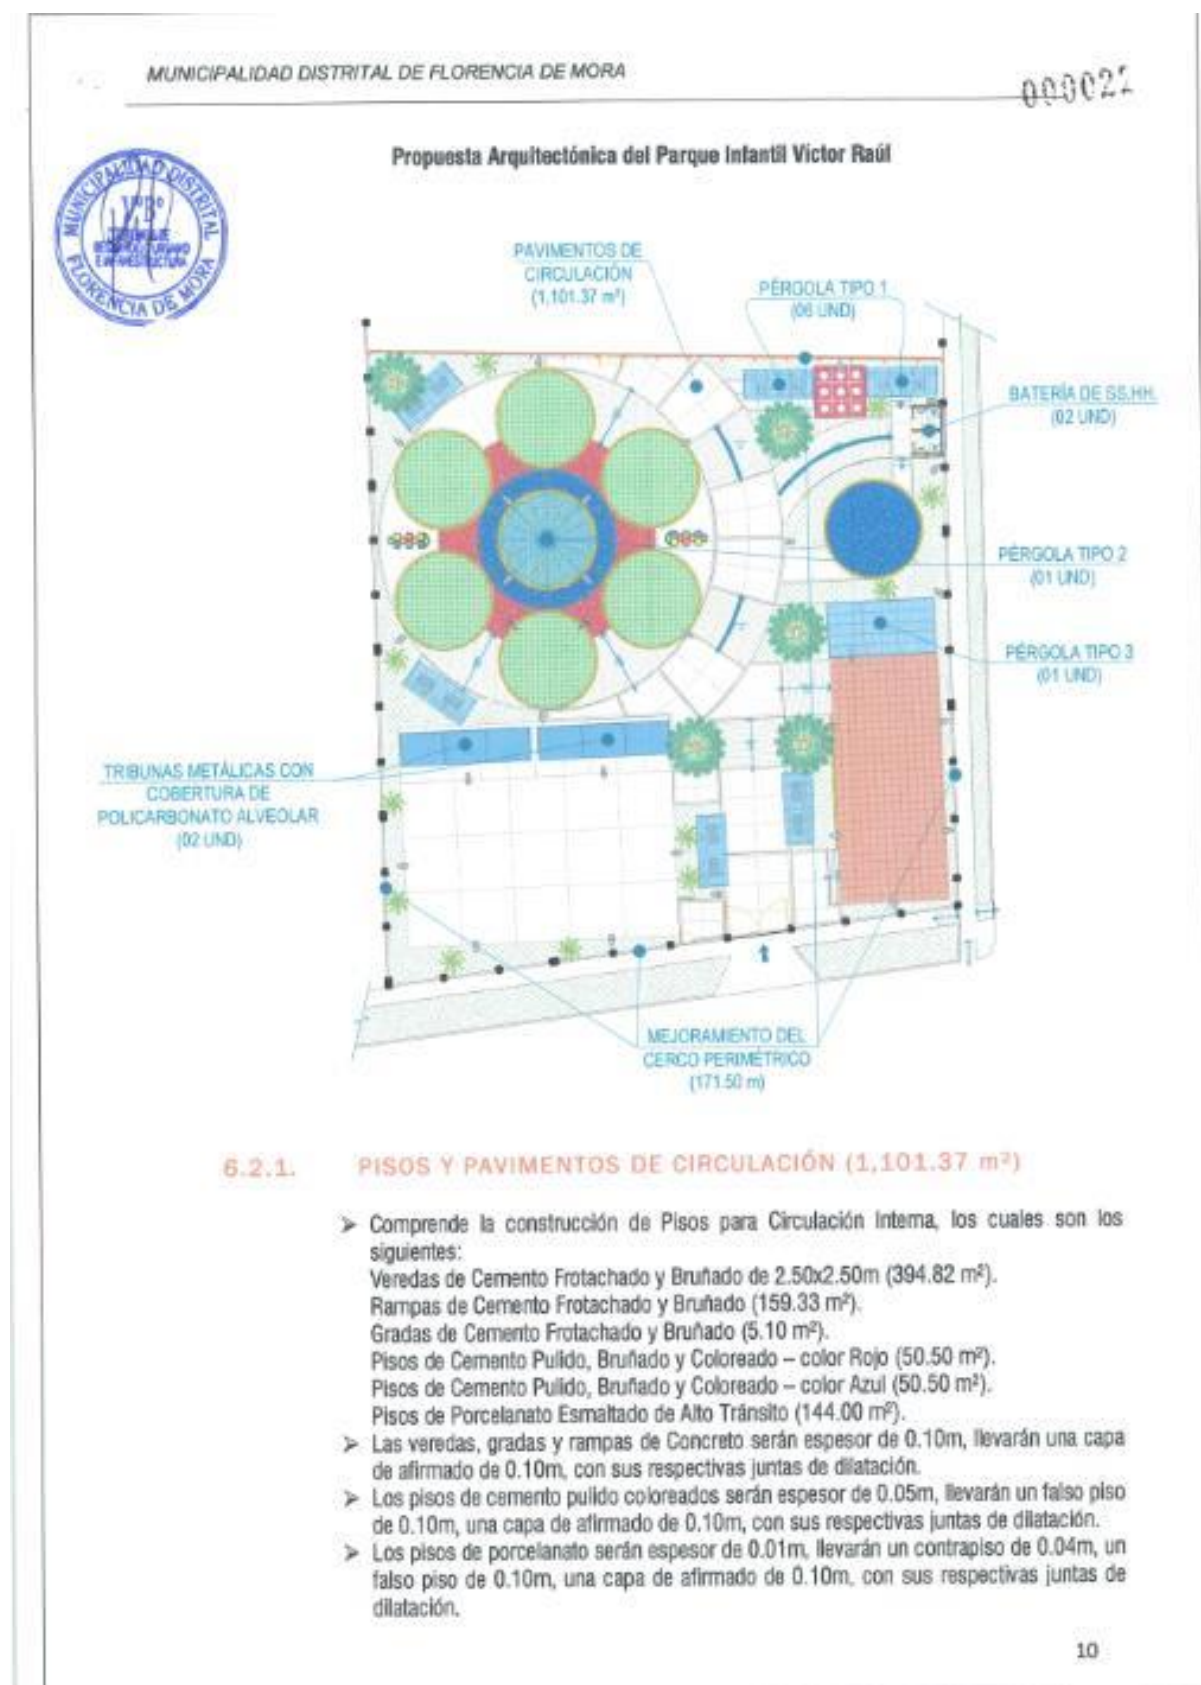 MUNICIPALIDAD DISTRITAL DE FLORENCIA DE MORA
Propuesta Arquitectónica del Parque Infantil Víctor Raúl
MUNICIPALIDAD DISTRITAL
VºBº
E INFRAESTRUCTURA
FLORENCIA DE MORA
PAVIMENTOS DE
CIRCULACIÓN
(1,101.37 m²)
PÉRGOLA TIPO 1
(06 UND)
BATERÍA DE SS.HH.
(02 UND)
PÉRGOLA TIPO 2
(01 UND)
PÉRGOLA TIPO 3
(01 UND)
TRIBUNAS METÁLICAS CON
COBERTURA DE
POLICARBONATO ALVEOLAR
(02 UND)
MEJORAMIENTO DEL
CERCO PERIMÉTRICO
(171.50 m)
6.2.1. PISOS Y PAVIMENTOS DE CIRCULACIÓN (1,101.37 m²)
➢ Comprende la construcción de Pisos para Circulación Interna, los cuales son los
siguientes:
Veredas de Cemento Frotachado y Bruñado de 2.50x2.50m (394.82 m²).
Rampas de Cemento Frotachado y Bruñado (159.33 m²).
Gradas de Cemento Frotachado y Bruñado (5.10 m²).
Pisos de Cemento Pulido, Bruñado y Coloreado – color Rojo (50.50 m²).
Pisos de Cemento Pulido, Bruñado y Coloreado – color Azul (50.50 m²).
Pisos de Porcelanato Esmaltado de Alto Tránsito (144.00 m²).
➢ Las veredas, gradas y rampas de Concreto serán espesor de 0.10m, llevarán una capa
de afirmado de 0.10m, con sus respectivas juntas de dilatación.
➢ Los pisos de cemento pulido coloreados serán espesor de 0.05m, llevarán un falso piso
de 0.10m, una capa de afirmado de 0.10m, con sus respectivas juntas de dilatación.
➢ Los pisos de porcelanato serán espesor de 0.01m, llevarán un contrapiso de 0.04m, un
falso piso de 0.10m, una capa de afirmado de 0.10m, con sus respectivas juntas de
dilatación.
10